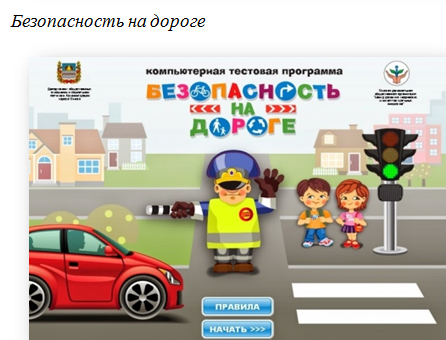 Безопасность на дороге
компьютерная тестовая программа
БЕЗОПАСНОСТЬ
НА
ДОРОГЕ
ПРАВИЛА
НАЧАТЬ >>>